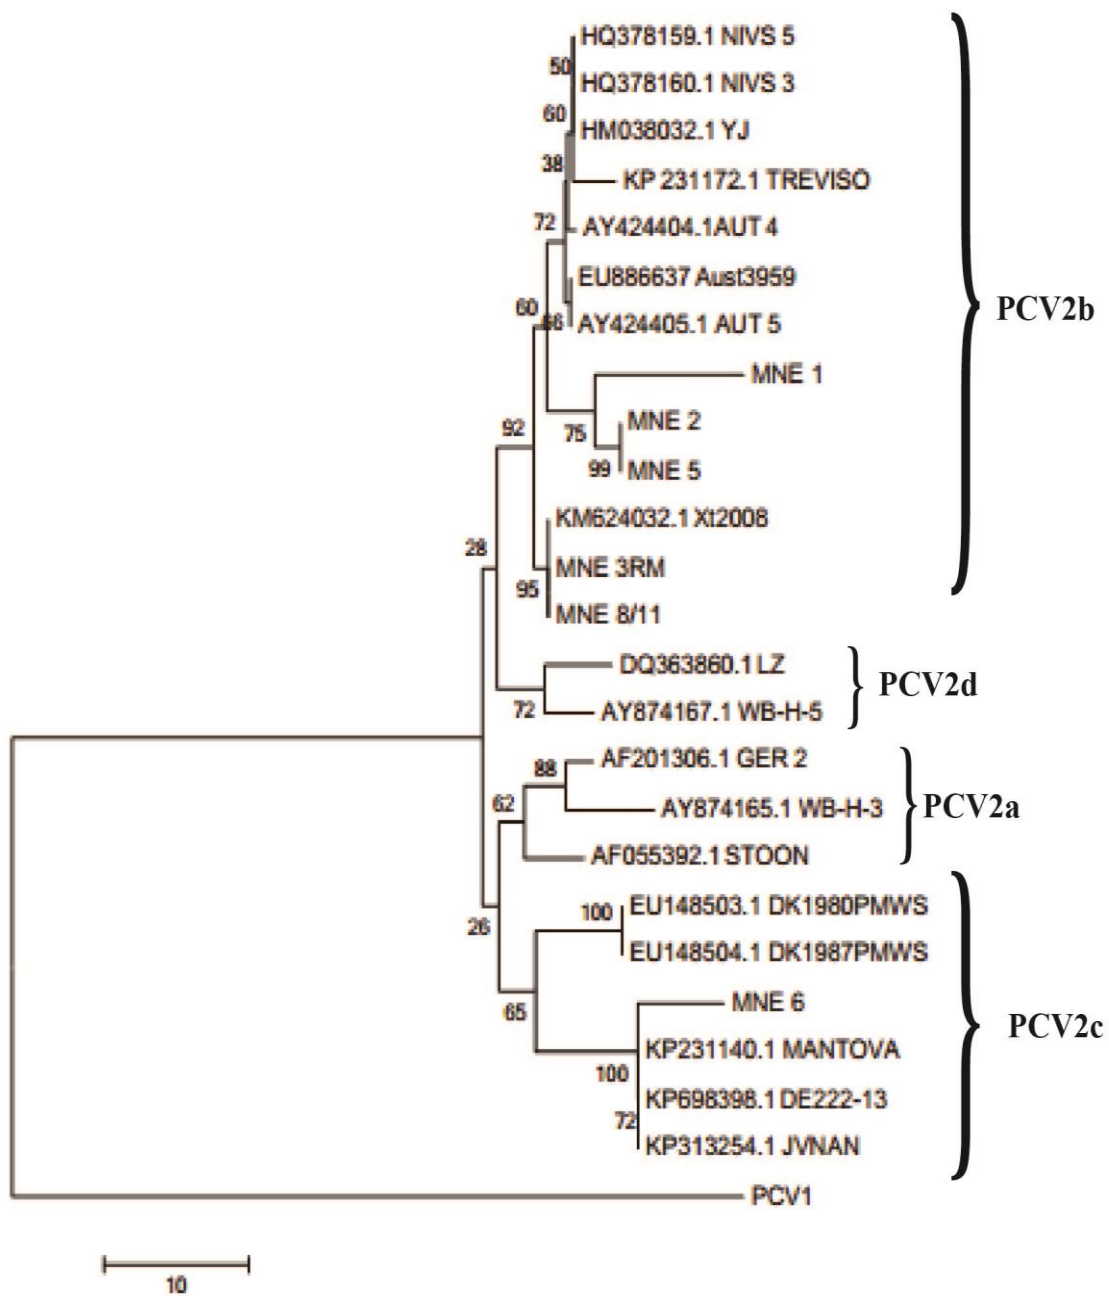 HQ378159.1 NIVS 5
50
HQ378160.1 NIVS 3
60
HM038032.1 YJ
38
KP 231172.1 TREVISO
72
AY424404.1AUT 4
EU886637 Aust3959
60
66
AY424405.1 AUT 5
PCV2b
MNE 1
92
75
MNE 2
99
MNE 5
KM624032.1 Xt2008
28
MNE 3RM
95
MNE 8/11
DQ363860.1 LZ
PCV2d
72
AY874167.1 WB-H-5
AF201306.1 GER 2
88
62
AY874165.1 WB-H-3
PCV2a
AF055392.1 STOON
EU148503.1 DK1980PMWS
100
26
EU148504.1 DK1987PMWS
MNE 6
65
PCV2c
KP231140.1 MANTOVA
100
KP698398.1 DE222-13
72
KP313254.1 JVNAN
PCV1
10